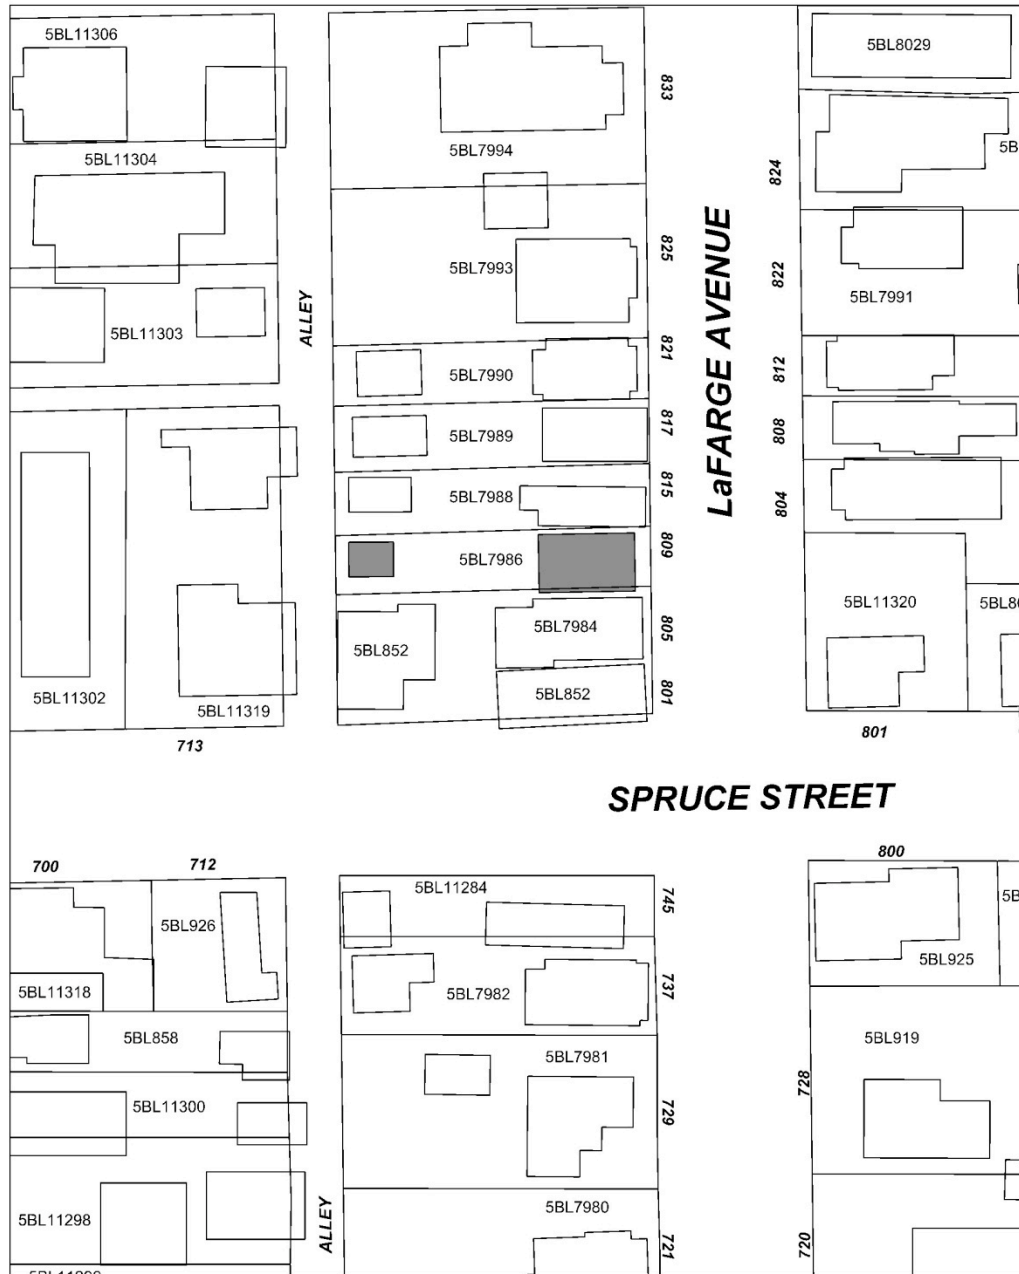 5BL11306
5BL8029
833
5BL7994
5BL11304
824
825
5BL7993
822
5BL7991
LaFARGE AVENUE
ALLEY
5BL11303
821
812
5BL7990
817
808
5BL7989
815
804
5BL7988
809
5BL7986
5BL11320
805
5BL7984
5BL852
801
5BL852
5BL11302
5BL11319
713
801
SPRUCE STREET
700
712
800
745
5BL11284
5BL926
5BL925
737
5BL11318
5BL7982
5BL858
5BL7981
5BL919
728
5BL11300
729
5BL11298
ALLEY
5BL7980
721
720